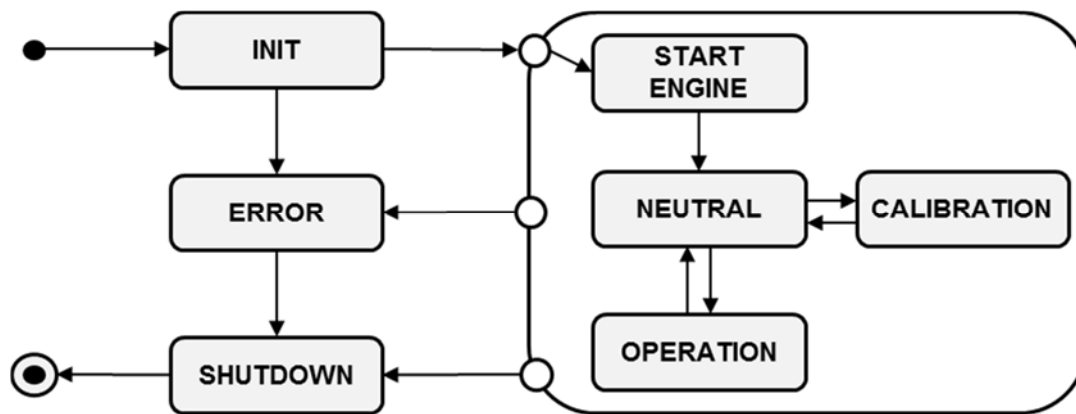 INIT
START
ENGINE
ERROR
NEUTRAL
CALIBRATION
SHUTDOWN
OPERATION